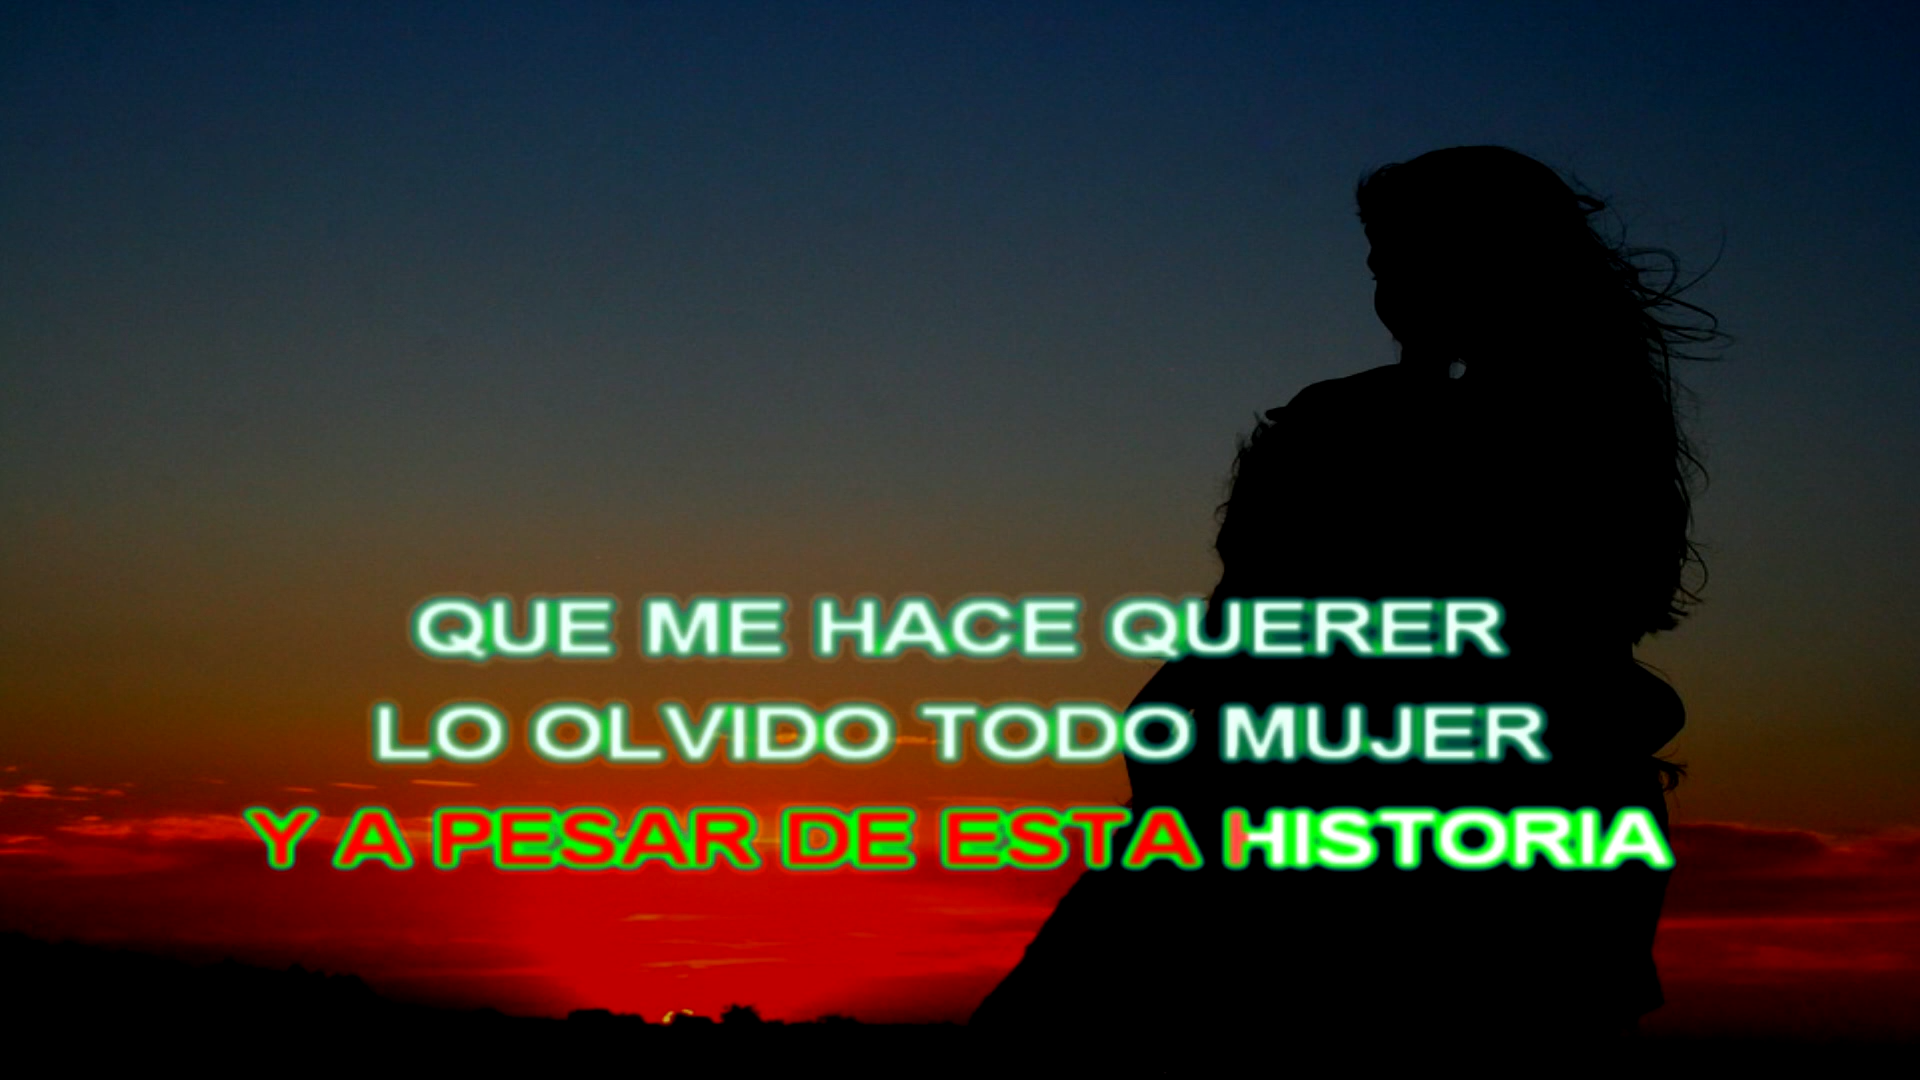 QUE ME HACE QUERER
LO OLVIDO TODO MUJER
Y A PESAR DE ESTA HISTORIA